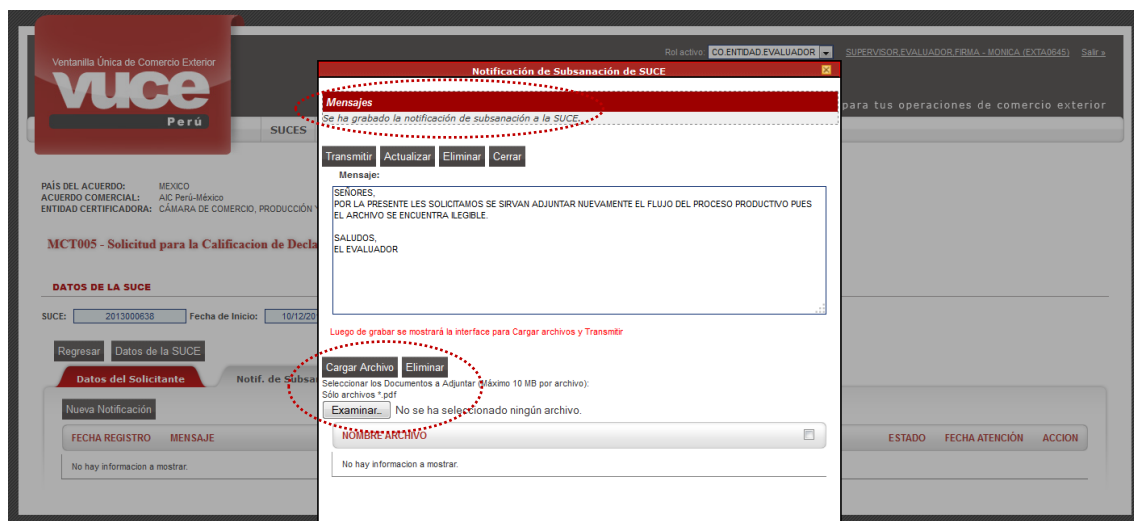 Ventanilla Única de Comercio Exterior
vuce
Perú
Rol activo: CO.ENTIDAD.EVALUADOR
SUPERVISOR,EVALUADOR,FIRMA - MONICA (EXTA0645) Salir »
para tus operaciones de comercio exterior
SUCES
PAÍS DEL ACUERDO: MEXICO
ACUERDO COMERCIAL: AIC Perú-México
ENTIDAD CERTIFICADORA: CÁMARA DE COMERCIO, PRODUCCIÓN
MCT005 - Solicitud para la Calificacion de Decla
DATOS DE LA SUCE
SUCE: 2013000638 Fecha de Inicio: 10/12/20
Regresar Datos de la SUCE
Datos del Solicitante Notif. de Subsa
Nueva Notificación
FECHA REGISTRO MENSAJE ESTADO FECHA ATENCIÓN ACCION
No hay informacion a mostrar.
Notificación de Subsanación de SUCE
Mensajes
Se ha grabado la notificación de subsanación a la SUCE.
Transmitir Actualizar Eliminar Cerrar
Mensaje:
SEÑORES,
POR LA PRESENTE LES SOLICITAMOS SE SIRVAN ADJUNTAR NUEVAMENTE EL FLUJO DEL PROCESO PRODUCTIVO PUES
EL ARCHIVO SE ENCUENTRA ILEGIBLE.
SALUDOS,
EL EVALUADOR
Luego de grabar se mostrará la interface para Cargar archivos y Transmitir
Cargar Archivo Eliminar
Seleccionar los Documentos a Adjuntar (Máximo 10 MB por archivo):
Sólo archivos *.pdf
Examinar... No se ha seleccionado ningún archivo.
NOMBRE ARCHIVO
No hay informacion a mostrar.